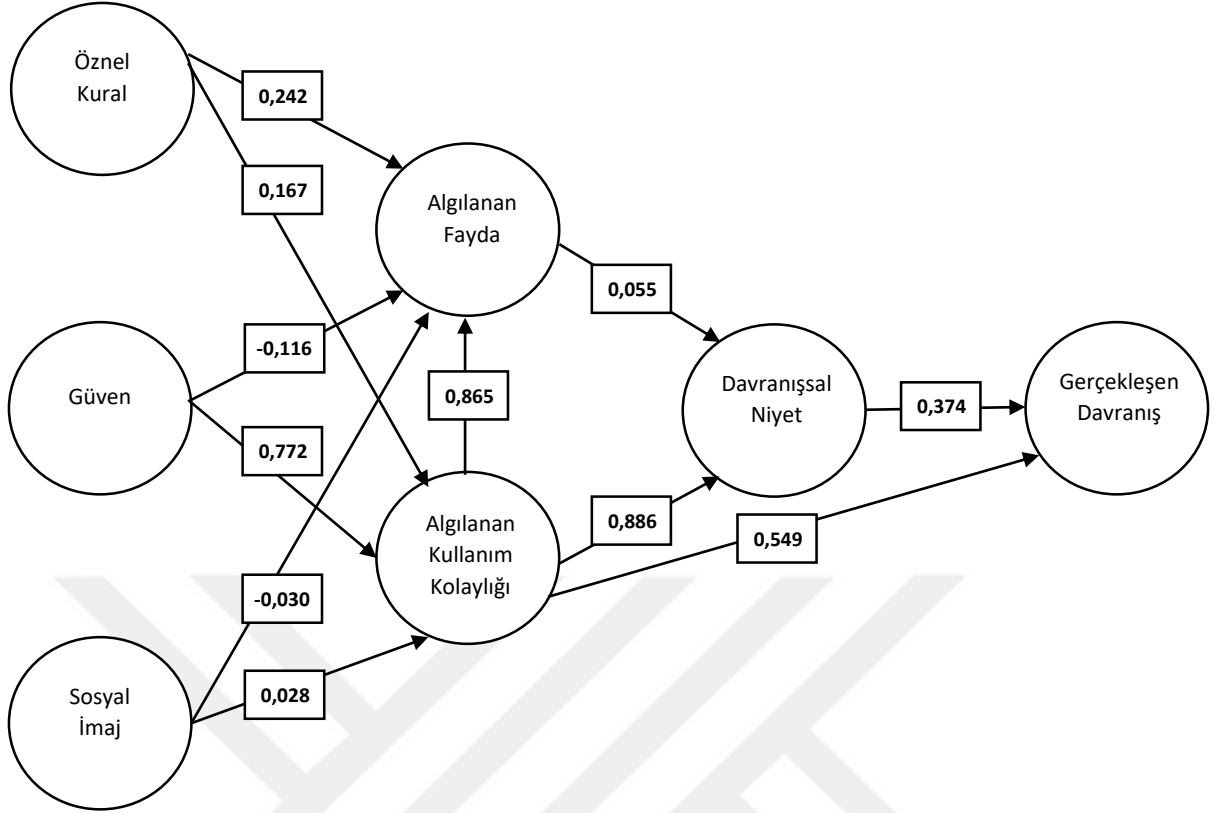 Öznel
Kural
0,242
0,167
Algılanan
Fayda
0,055
Güven
-0,116
0,865
0,772
Davranışsal
Niyet
0,374
Gerçekleşen
Davranış
Algılanan
Kullanım
Kolaylığı
0,886
0,549
-0,030
0,028
Sosyal
İmaj